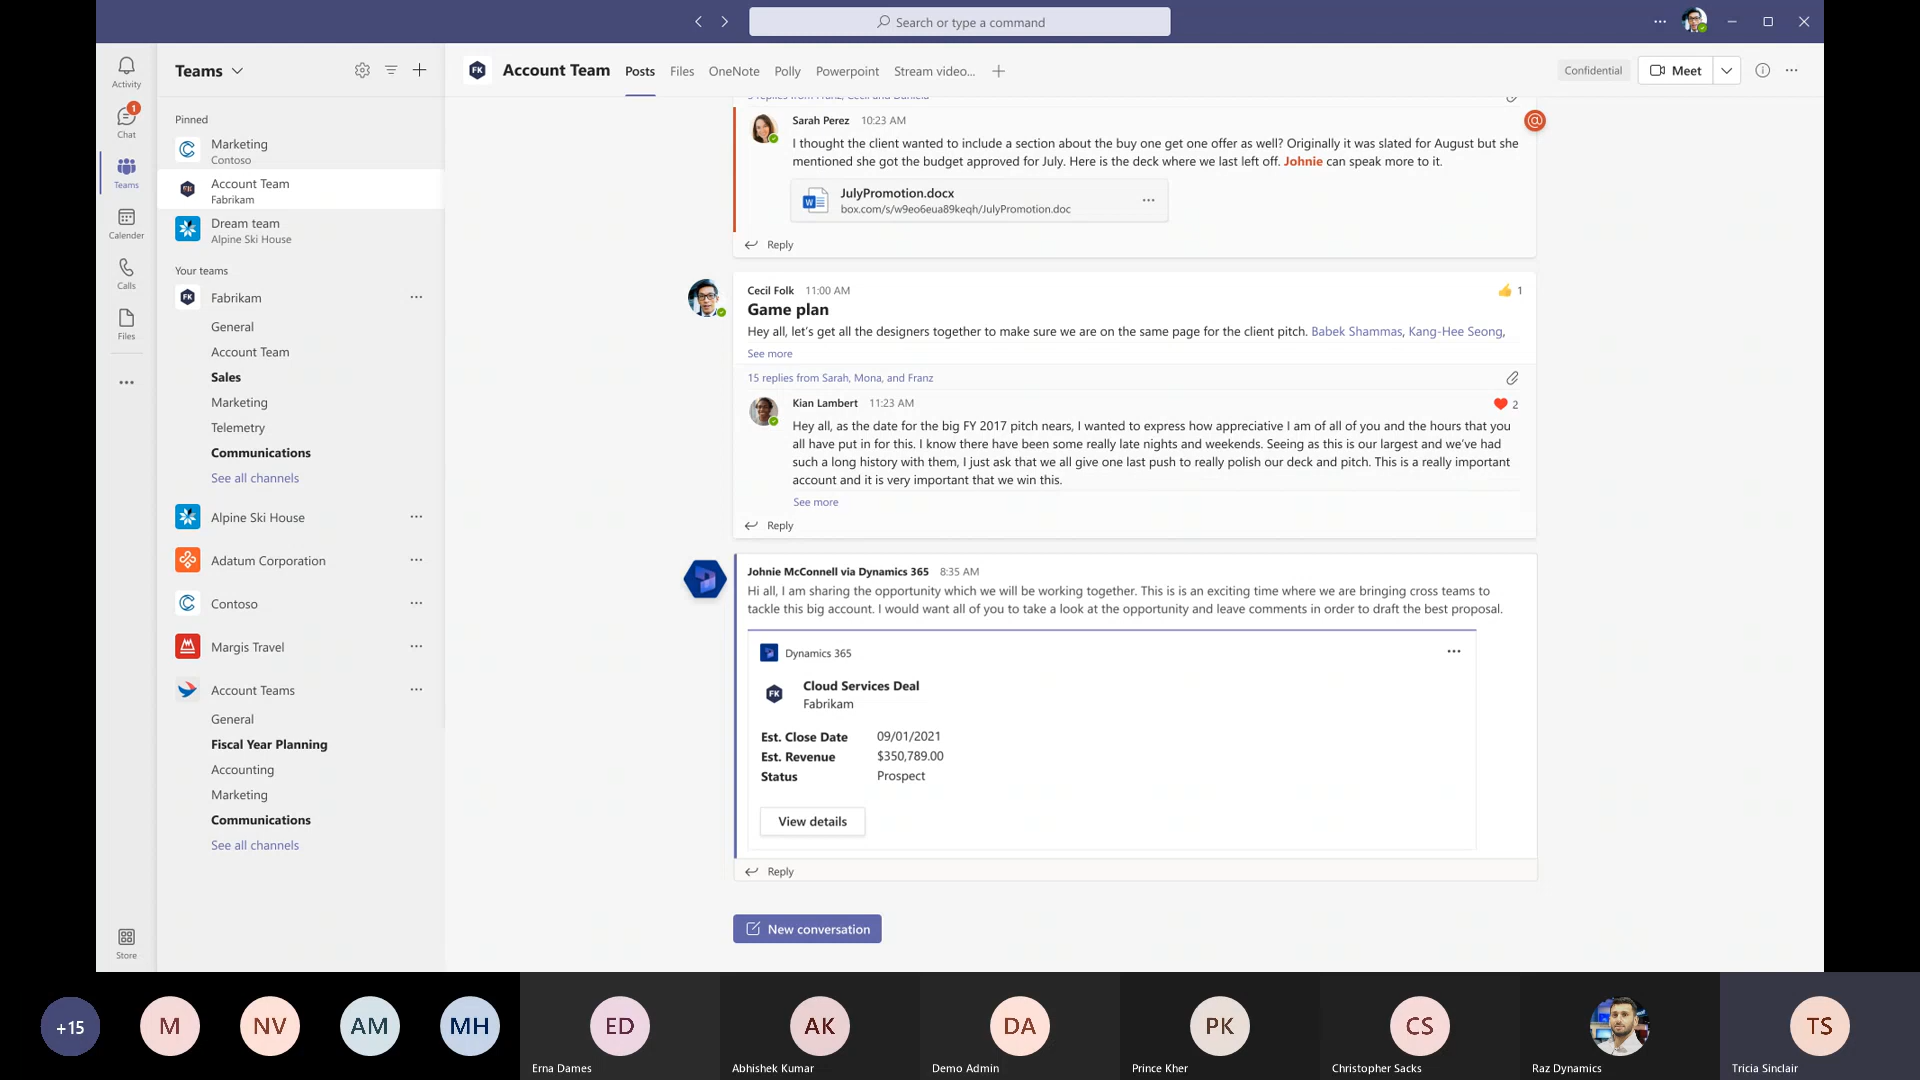 Search or type a command
Activity
1
Chat
Teams
Calender
Calls
Files
Store
Teams
Pinned
Marketing
Contoso
FK
Account Team
Fabrikam
Dream team
Alpine Ski House
Your teams
FK
Fabrikam
General
Account Team
Sales
Marketing
Telemetry
Communications
See all channels
Alpine Ski House
Adatum Corporation
Contoso
Margis Travel
Account Teams
General
Fiscal Year Planning
Accounting
Marketing
Communications
See all channels
FK
Account Team
Posts
Files
OneNote
Polly
Powerpoint
Stream video...
Confidential
Meet
replies from Franz, Cecil and Daniela
Sarah Perez 10:23 AM
@
I thought the client wanted to include a section about the buy one get one offer as well? Originally it was slated for August but she
mentioned she got the budget approved for July. Here is the deck where we last left off. Johnie can speak more to it.
W
JulyPromotion.docx
box.com/s/w9eo6eua89keqh/JulyPromotion.doc
Reply
Cecil Folk 11:00 AM
1
Game plan
Hey all, let's get all the designers together to make sure we are on the same page for the client pitch. Babek Shammas, Kang-Hee Seong,
See more
15 replies from Sarah, Mona, and Franz
Kian Lambert 11:23 AM
2
Hey all, as the date for the big FY 2017 pitch nears, I wanted to express how appreciative I am of all of you and the hours that you
all have put in for this. I know there have been some really late nights and weekends. Seeing as this is our largest and we've had
such a long history with them, I just ask that we all give one last push to really polish our deck and pitch. This is a really important
account and it is very important that we win this.
See more
Reply
Johnie McConnell via Dynamics 365 8:35 AM
Hi all, I am sharing the opportunity which we will be working together. This is is an exciting time where we are bringing cross teams to
tackle this big account. I would want all of you to take a look at the opportunity and leave comments in order to draft the best proposal.
Dynamics 365
FK
Cloud Services Deal
Fabrikam
Est. Close Date 09/01/2021
Est. Revenue $350,789.00
Status Prospect
View details
Reply
New conversation
+15
M
NV
AM
MH
ED
Erna Dames
AK
Abhishek Kumar
DA
Demo Admin
PK
Prince Kher
CS
Christopher Sacks
Raz Dynamics
TS
Tricia Sinclair